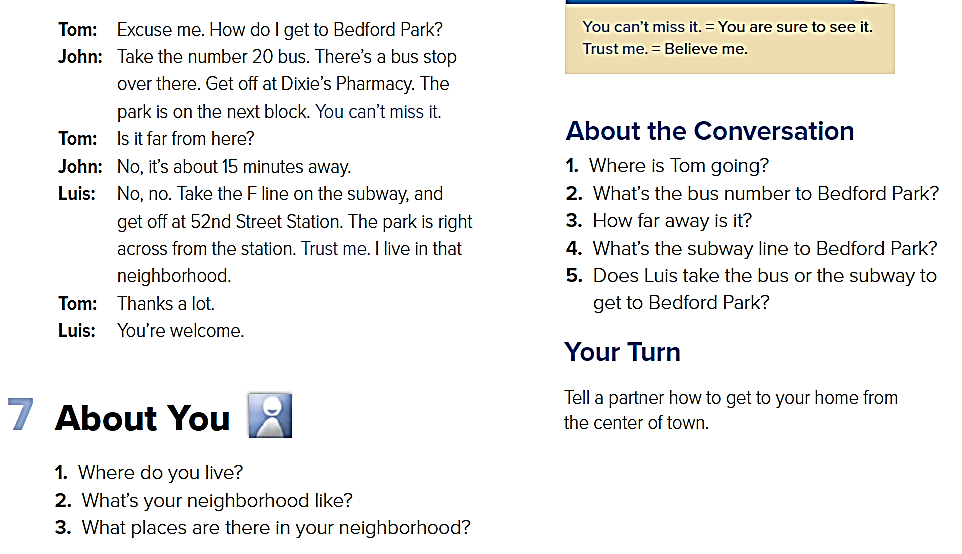 Tom: Excuse me. How do I get to Bedford Park?
John: Take the number 20 bus. There's a bus stop
over there. Get off at Dixie's Pharmacy. The
park is on the next block. You can't miss it.
Tom: Is it far from here?
John: No, it's about 15 minutes away.
Luis: No, no. Take the F line on the subway, and
get off at 52nd Street Station. The park is right
across from the station. Trust me. I live in that
neighborhood.
Tom: Thanks a lot.
Luis: You're welcome.
7 About You
1. Where do you live?
2. What's your neighborhood like?
3. What places are there in your neighborhood?
You can't miss it. = You are sure to see it.
Trust me. = Believe me.
About the Conversation
1. Where is Tom going?
2. What's the bus number to Bedford Park?
3. How far away is it?
4. What's the subway line to Bedford Park?
5. Does Luis take the bus or the subway to
get to Bedford Park?
Your Turn
Tell a partner how to get to your home from
the center of town.